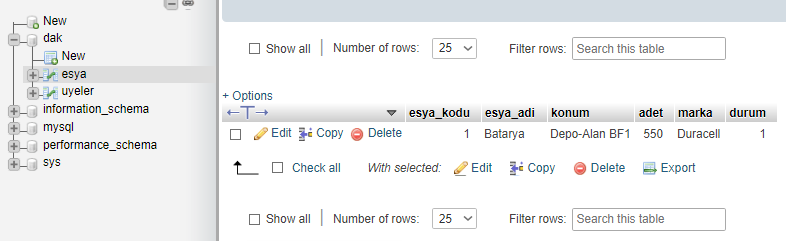 New
dak
New
esya
uyeler
information_schema
mysql
performance_schema
sys
Show all Number of rows: 25 Filter rows: Search this table
+ Options
esya_kodu esya_adi konum adet marka durum
Edit Copy Delete 1 Batarya Depo-Alan BF1 550 Duracell 1
Check all With selected: Edit Copy Delete Export
Show all Number of rows: 25 Filter rows: Search this table